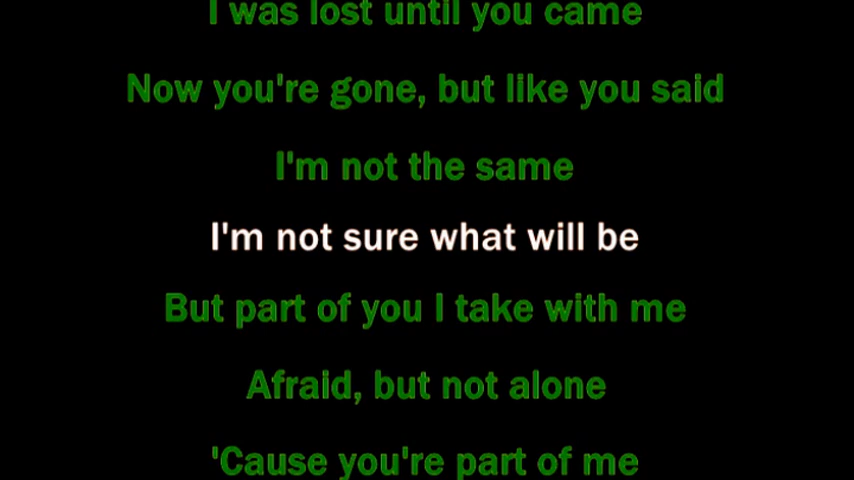 I was lost until you came
Now you're gone, but like you said
I'm not the same
I'm not sure what will be
But part of you I take with me
Afraid, but not alone
'Cause you're part of me